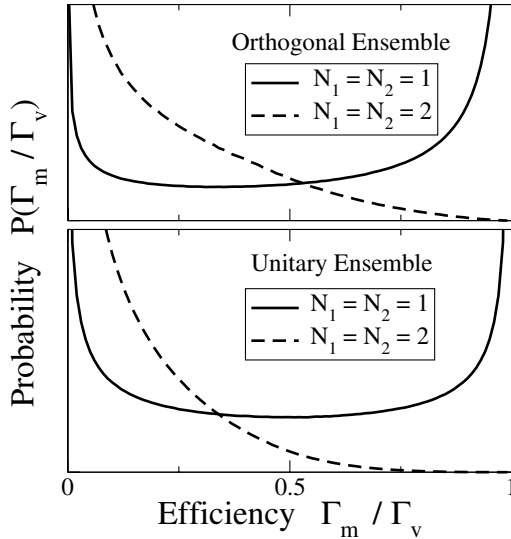 Orthogonal Ensemble
N₁ = N₂ = 1
N₁ = N₂ = 2
Unitary Ensemble
N₁ = N₂ = 1
N₁ = N₂ = 2
Probability P(Γₘ / Γᵥ)
0 0.5 1
Efficiency Γₘ / Γᵥ